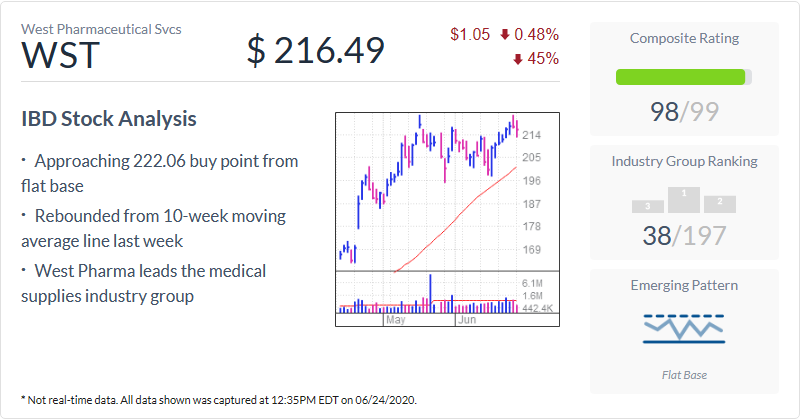 West Pharmaceutical Svcs
WST
$ 216.49
$1.05 0.48%
45%
IBD Stock Analysis
· Approaching 222.06 buy point from
flat base
· Rebounded from 10-week moving
average line last week
· West Pharma leads the medical
supplies industry group
214
205
196
187
178
169
6.1M
1.6M
442.4K
May
Jun
* Not real-time data. All data shown was captured at 12:35PM EDT on 06/24/2020.
Composite Rating
98/99
Industry Group Ranking
3
1
2
38/197
Emerging Pattern
Flat Base